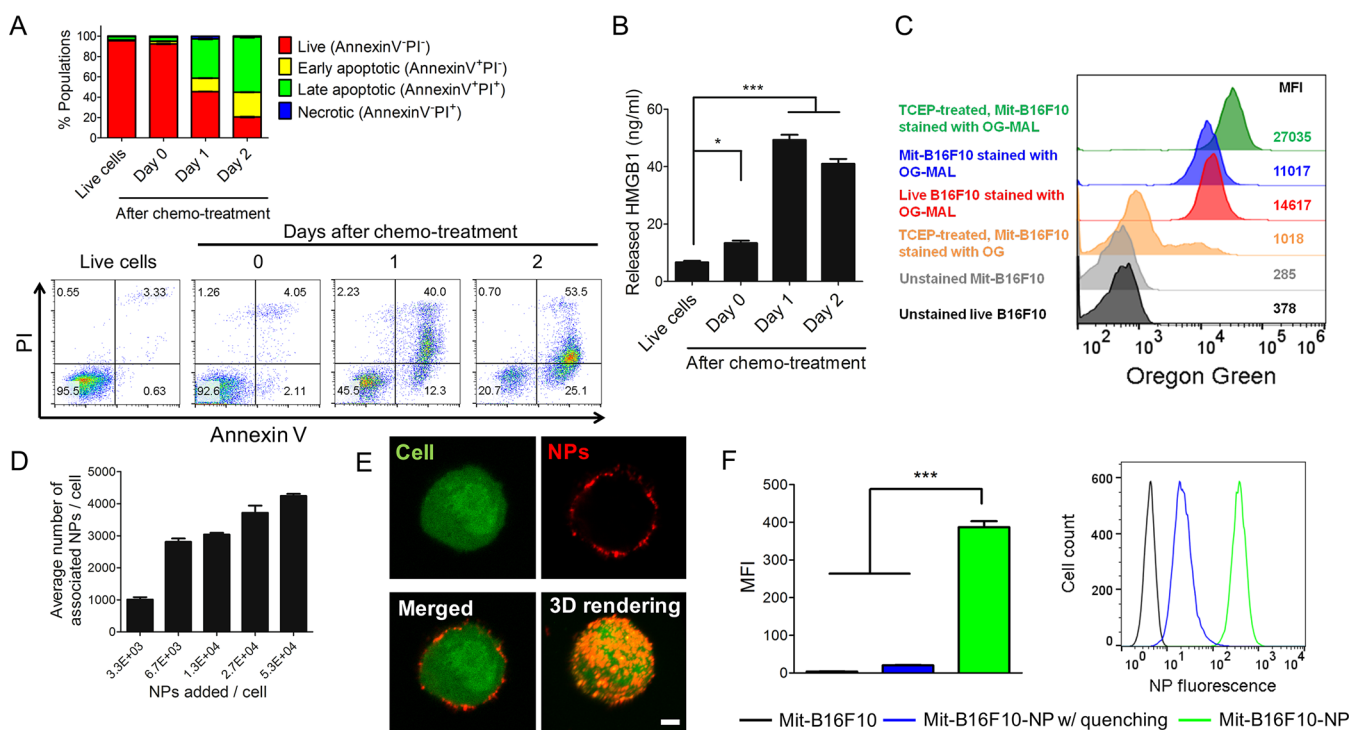 A
100
80
60
40
20
0
% Populations
Live cells
Day 0
Day 1
Day 2
After chemo-treatment
Live (AnnexinV⁻PI⁻)
Early apoptotic (AnnexinV⁺PI⁻)
Late apoptotic (AnnexinV⁺PI⁺)
Necrotic (AnnexinV⁻PI⁺)
Days after chemo-treatment
Live cells
0
1
2
0.55
3.33
1.26
4.05
2.23
40.0
0.70
53.5
95.5
0.63
92.6
2.11
45.5
12.3
20.7
25.1
PI
Annexin V
B
60
40
20
0
Released HMGB1 (ng/ml)
***
*
Live cells
Day 0
Day 1
Day 2
After chemo-treatment
C
MFI
TCEP-treated, Mit-B16F10
stained with OG-MAL
27035
Mit-B16F10 stained with
OG-MAL
11017
Live B16F10 stained with
OG-MAL
14617
TCEP-treated, Mit-B16F10
stained with OG
1018
Unstained Mit-B16F10
285
Unstained live B16F10
378
10²
10³
10⁴
10⁵
10⁶
Oregon Green
D
5000
4000
3000
2000
1000
0
Average number of
associated NPs / cell
3.3E+03
6.7E+03
1.3E+04
2.7E+04
5.3E+04
NPs added / cell
E
Cell
NPs
Merged
3D rendering
F
500
400
300
200
100
0
MFI
***
600
400
200
0
Cell count
10⁰
10¹
10²
10³
10⁴
NP fluorescence
Mit-B16F10
Mit-B16F10-NP w/ quenching
Mit-B16F10-NP